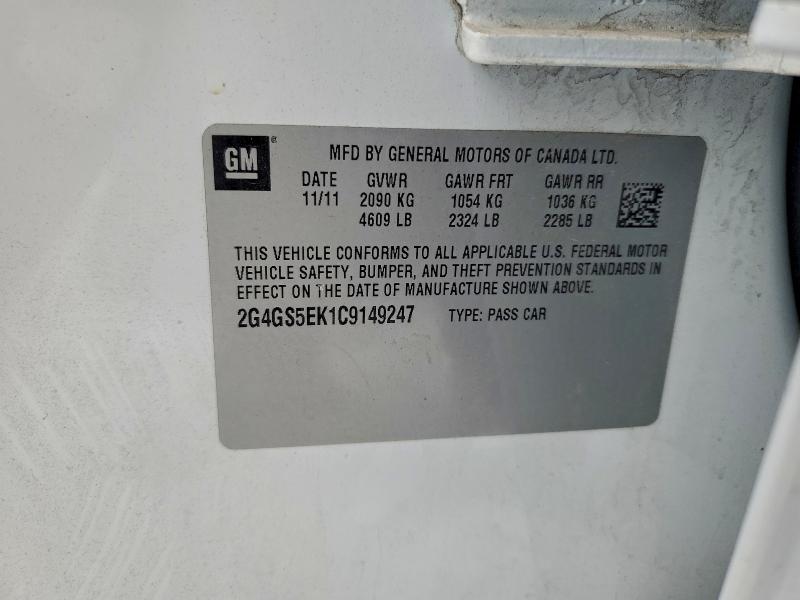 GM ®
MFD BY GENERAL MOTORS OF CANADA LTD.
DATE GVWR GAWR FRT GAWR RR
11/11 2090 KG 1054 KG 1036 KG
4609 LB 2324 LB 2285 LB
THIS VEHICLE CONFORMS TO ALL APPLICABLE U.S. FEDERAL MOTOR
VEHICLE SAFETY, BUMPER, AND THEFT PREVENTION STANDARDS IN
EFFECT ON THE DATE OF MANUFACTURE SHOWN ABOVE.
2G4GS5EK1C9149247 TYPE: PASS CAR